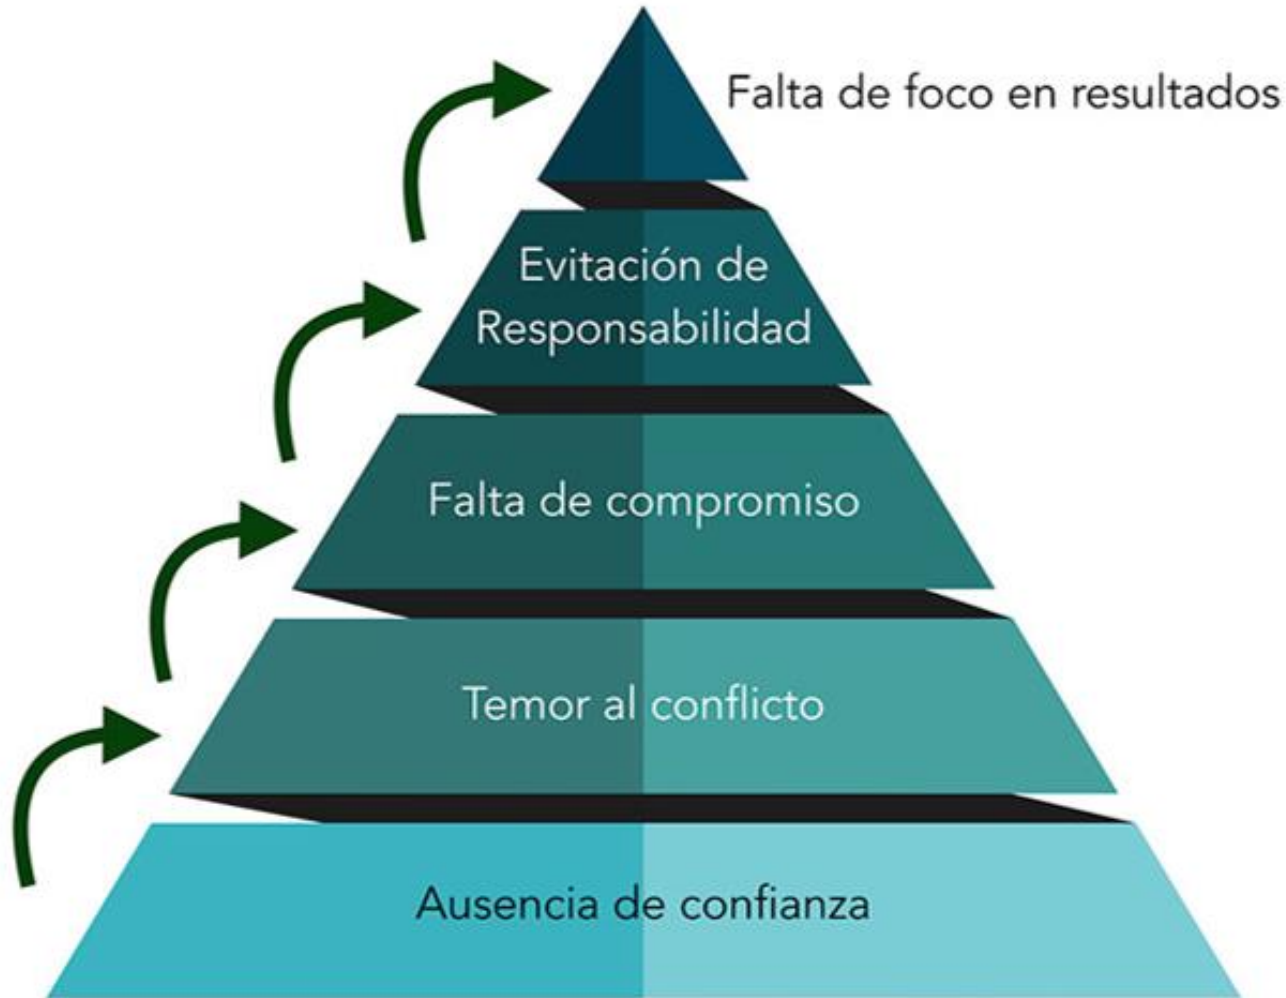 Falta de foco en resultados
Evitación de
Responsabilidad
Falta de compromiso
Temor al conflicto
Ausencia de confianza